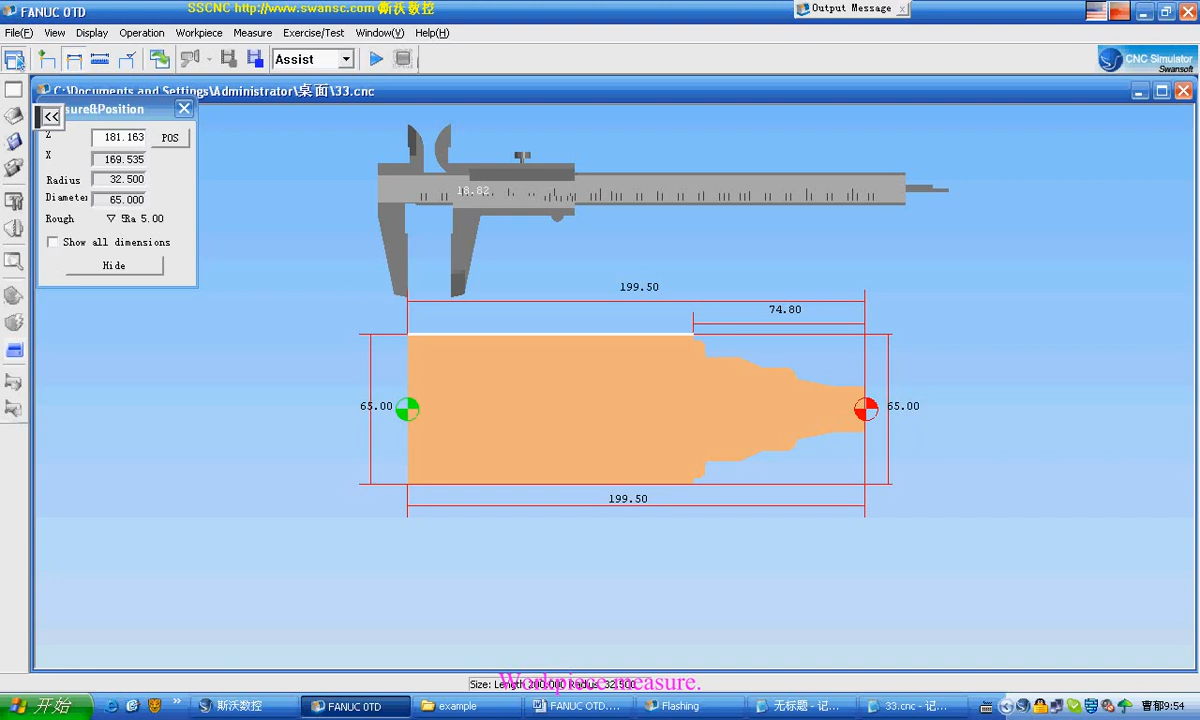 FANUC OTD
SSCNC http://www.swansc.com 斯沃数控
Output Message
File(F) View Display Operation Workpiece Measure Exercise/Test Window(V) Help(H)
Assist
CNC Simulator
Swansoft
C:\Documents and Settings\Administrator\桌面\33.cnc
<<
sure&Position
Z 181.163 POS
X 169.535
Radius 32.500
Diameter 65.000
Rough ▽ Ra 5.00
Show all dimensions
Hide
18.82
199.50
74.80
65.00
65.00
199.50
Size: Length 200.000 Radius 32.500
Workpiece measure.
开始
斯沃数控
FANUC OTD
example
FANUC OTD....
Flashing
无标题 - 记...
33.cnc - 记...
9:54